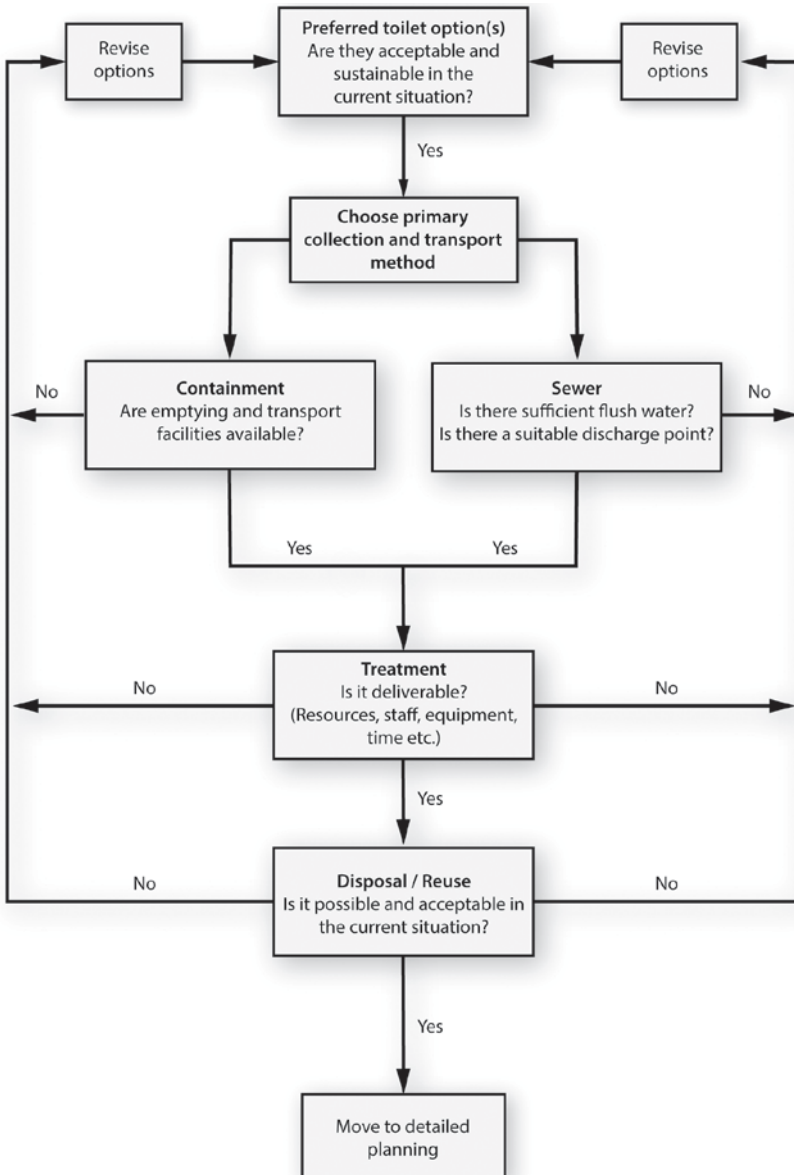 Revise
options
Preferred toilet option(s)
Are they acceptable and
sustainable in the
current situation?
Revise
options
Yes
Choose primary
collection and transport
method
No
Containment
Are emptying and transport
facilities available?
Sewer
Is there sufficient flush water?
Is there a suitable discharge point?
No
Yes
Yes
No
Treatment
Is it deliverable?
(Resources, staff, equipment,
time etc.)
No
Yes
No
Disposal / Reuse
Is it possible and acceptable in
the current situation?
No
Yes
Move to detailed
planning